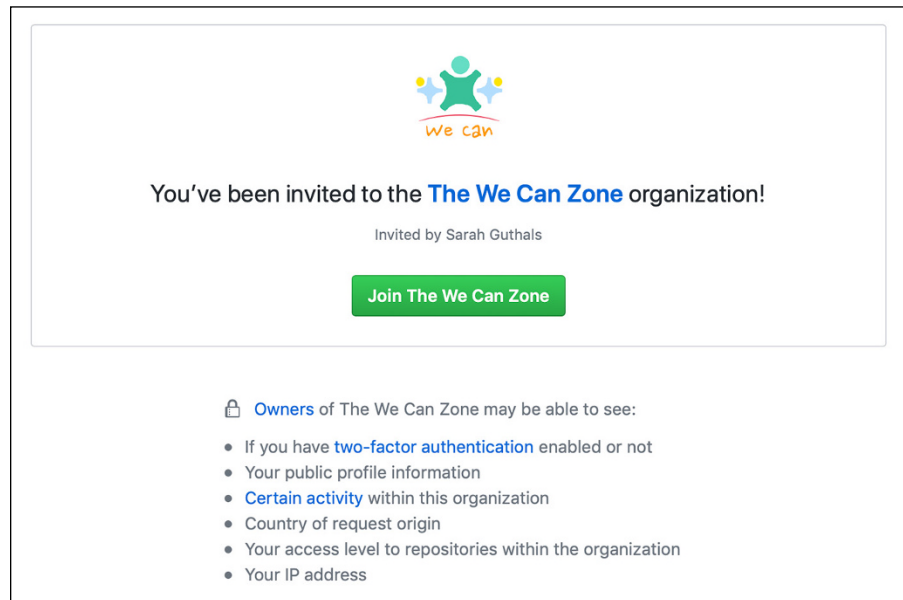 We can
You’ve been invited to the The We Can Zone organization!
Invited by Sarah Guthals
Join The We Can Zone
Owners of The We Can Zone may be able to see:
• If you have two-factor authentication enabled or not
• Your public profile information
• Certain activity within this organization
• Country of request origin
• Your access level to repositories within the organization
• Your IP address